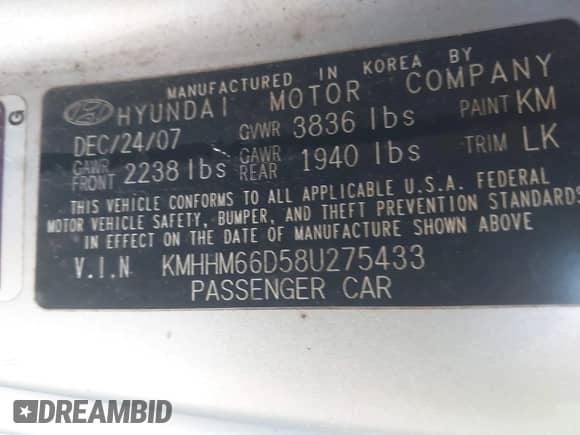 MANUFACTURED IN KOREA BY
HYUNDAI MOTOR COMPANY
DEC/24/07 GVWR 3836 lbs PAINT KM
GAWR FRONT 2238 lbs GAWR REAR 1940 lbs TRIM LK
THIS VEHICLE CONFORMS TO ALL APPLICABLE U.S.A. FEDERAL
MOTOR VEHICLE SAFETY, BUMPER, AND THEFT PREVENTION STANDARDS
IN EFFECT ON THE DATE OF MANUFACTURE SHOWN ABOVE
V.I.N KMHHM66D58U275433
PASSENGER CAR
G
DREAMBID